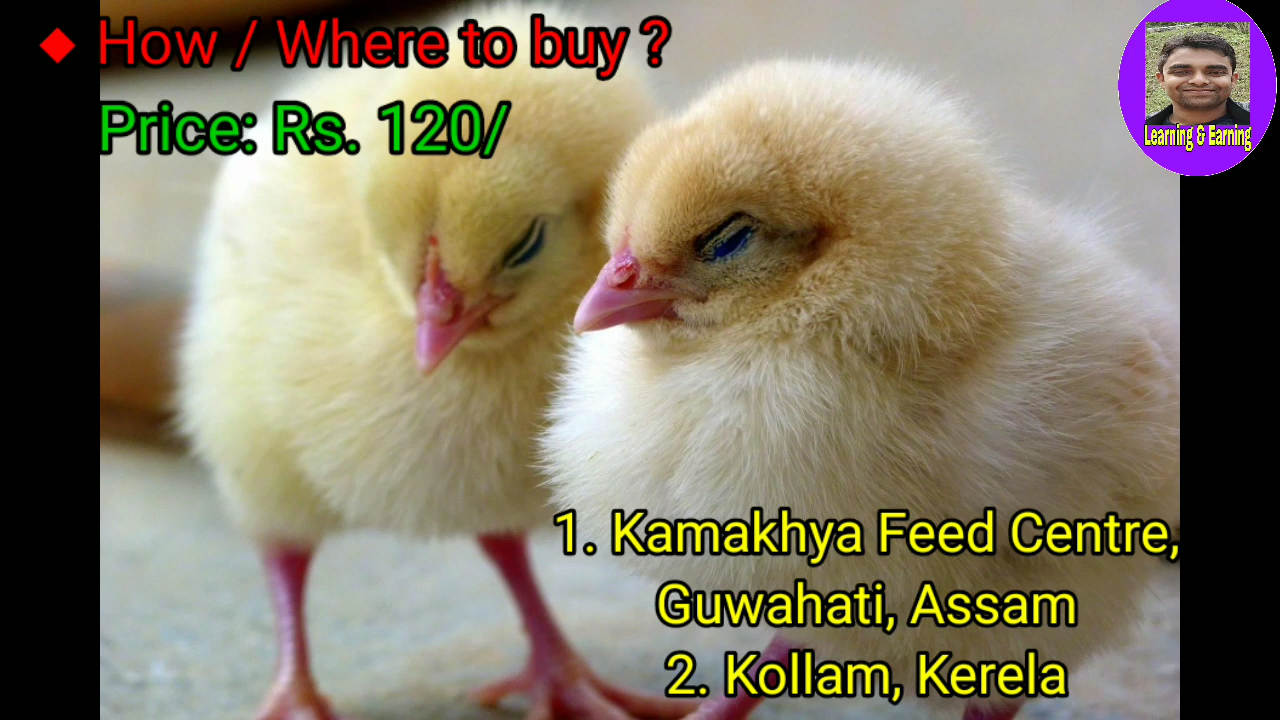 How / Where to buy ?
Price: Rs. 120/
Learning & Earning
1. Kamakhya Feed Centre,
Guwahati, Assam
2. Kollam, Kerela